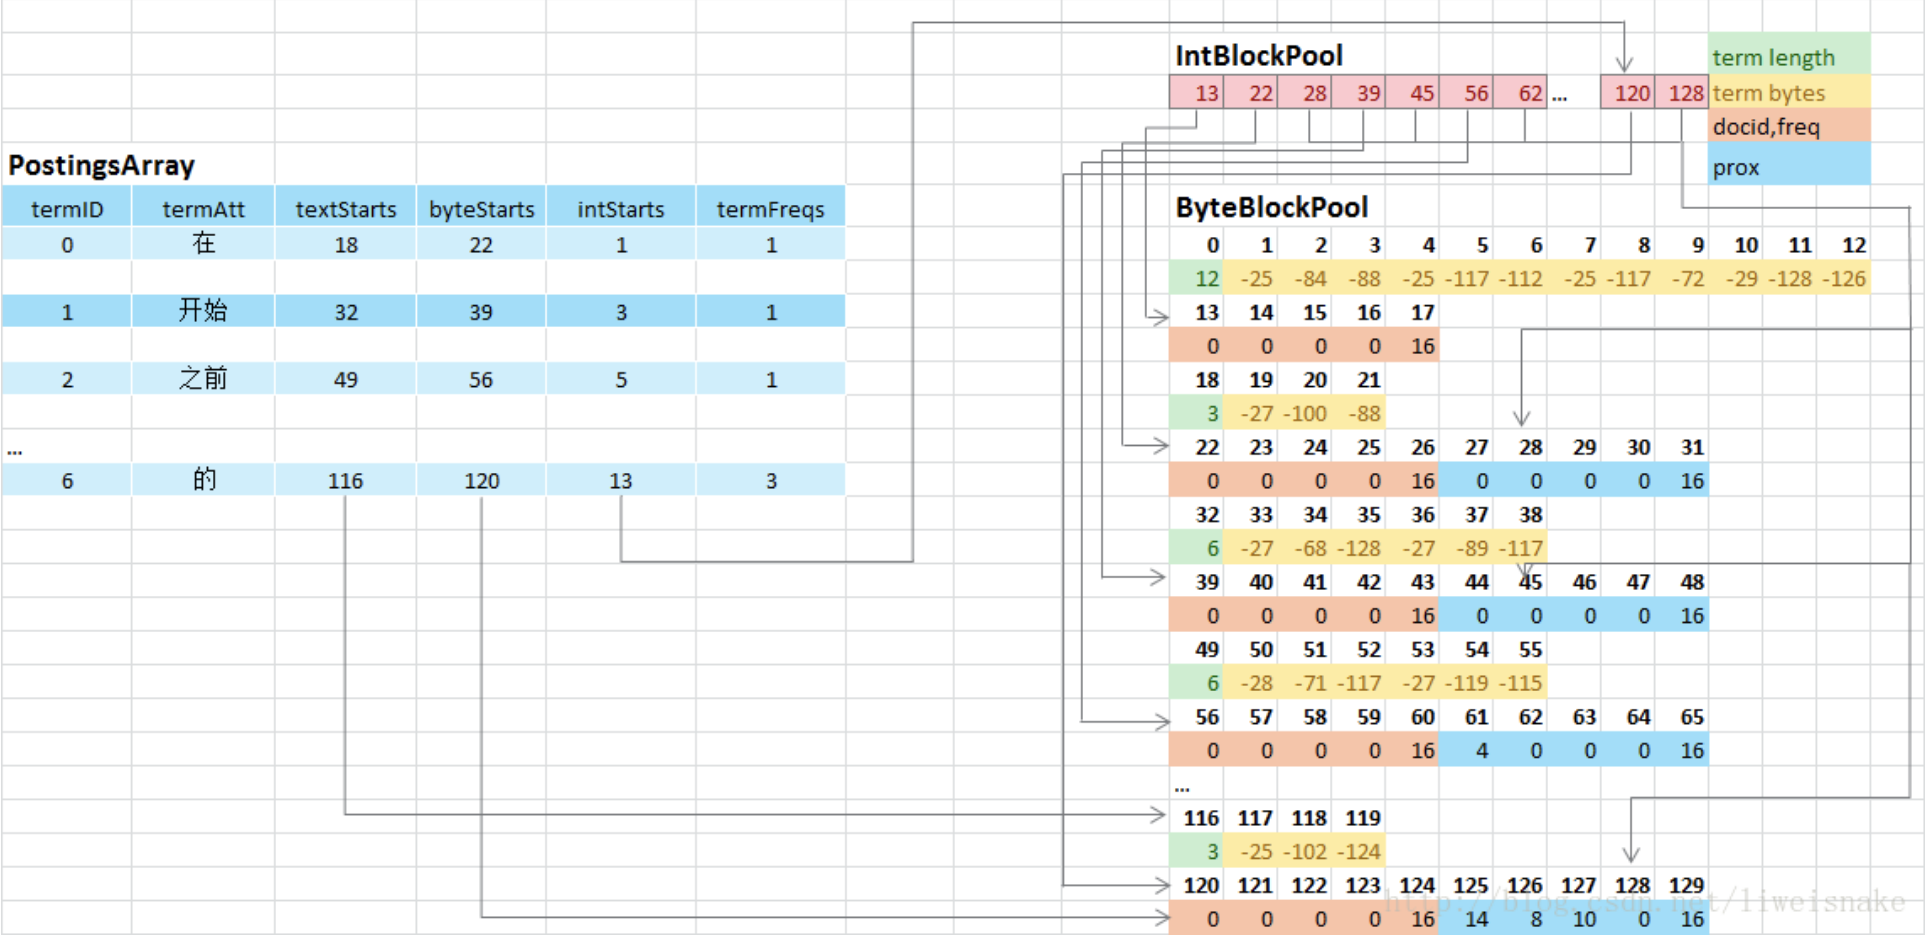 IntBlockPool
term length
13 22 28 39 45 56 62 ... 120 128 term bytes
docid,freq
prox
PostingsArray
termID termAtt textStarts byteStarts intStarts termFreqs
0 在 18 22 1 1
1 开始 32 39 3 1
2 之前 49 56 5 1
...
6 的 116 120 13 3
ByteBlockPool
0 1 2 3 4 5 6 7 8 9 10 11 12
12 -25 -84 -88 -25 -117 -112 -25 -117 -72 -29 -128 -126
13 14 15 16 17
0 0 0 0 16
18 19 20 21
3 -27 -100 -88
22 23 24 25 26 27 28 29 30 31
0 0 0 0 16 0 0 0 0 16
32 33 34 35 36 37 38
6 -27 -68 -128 -27 -89 -117
39 40 41 42 43 44 45 46 47 48
0 0 0 0 16 0 0 0 0 16
49 50 51 52 53 54 55
6 -28 -71 -117 -27 -119 -115
56 57 58 59 60 61 62 63 64 65
0 0 0 0 16 4 0 0 0 16
...
116 117 118 119
3 -25 -102 -124
120 121 122 123 124 125 126 127 128 129
0 0 0 0 16 14 8 10 0 16
http://blog.csdn.net/liweisnake